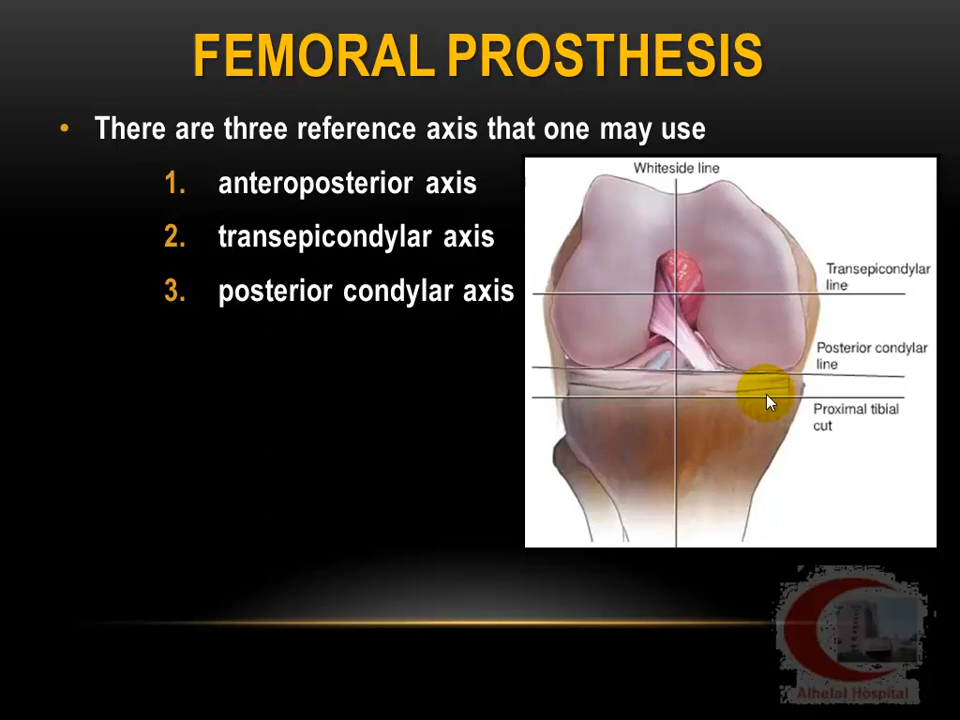 FEMORAL PROSTHESIS
• There are three reference axis that one may use
1. anteroposterior axis
2. transepicondylar axis
3. posterior condylar axis
Whiteside line
Transepicondylar
line
Posterior condylar
line
Proximal tibial
cut
Alhelal Hospital